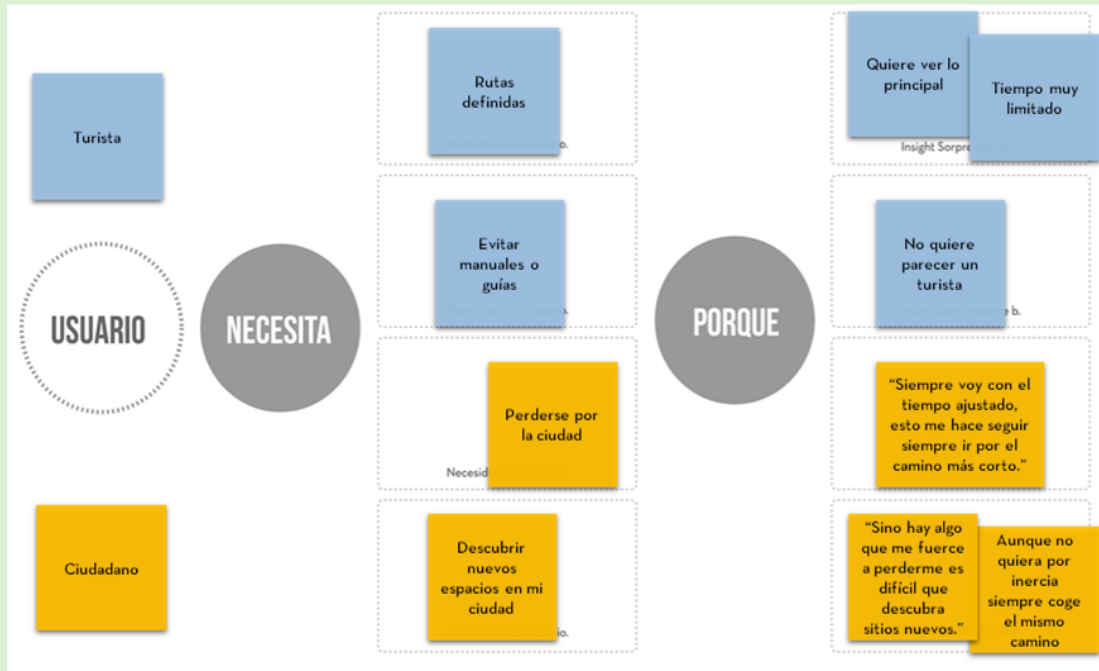 Turista
USUARIO
Ciudadano
NECESITA
Rutas
definidas
o.
Evitar
manuales o
guías
Perderse por
la ciudad
Necesid
Descubrir
nuevos
espacios en mi
ciudad
io.
PORQUE
Quiere ver lo
principal
Tiempo muy
limitado
Insight Sorpre
No quiere
parecer un
turista
e b.
“Siempre voy con el
tiempo ajustado,
esto me hace seguir
siempre ir por el
camino más corto.”
“Sino hay algo
que me fuerce
a perderme es
difícil que
descubra
sitios nuevos.”
Aunque no
quiera por
inercia
siempre coge
el mismo
camino